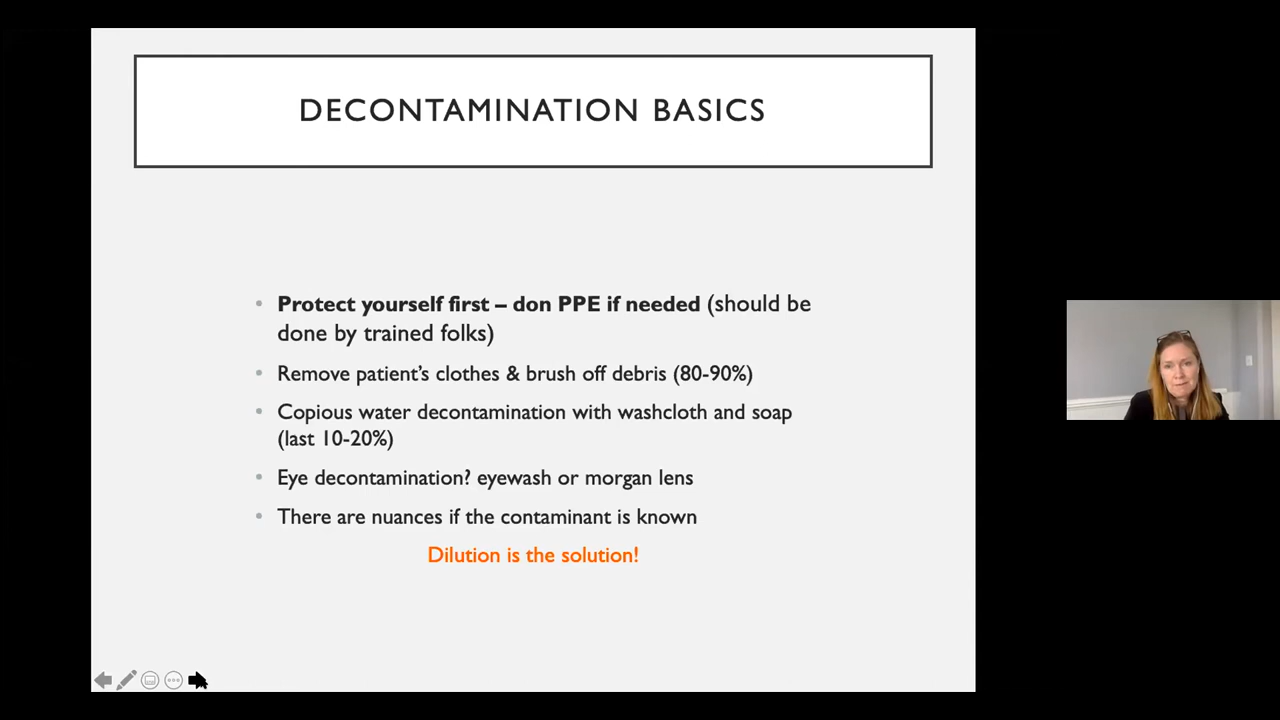 DECONTAMINATION BASICS
• Protect yourself first – don PPE if needed (should be
done by trained folks)
• Remove patient's clothes & brush off debris (80-90%)
• Copious water decontamination with washcloth and soap
(last 10-20%)
• Eye decontamination? eyewash or morgan lens
• There are nuances if the contaminant is known
Dilution is the solution!